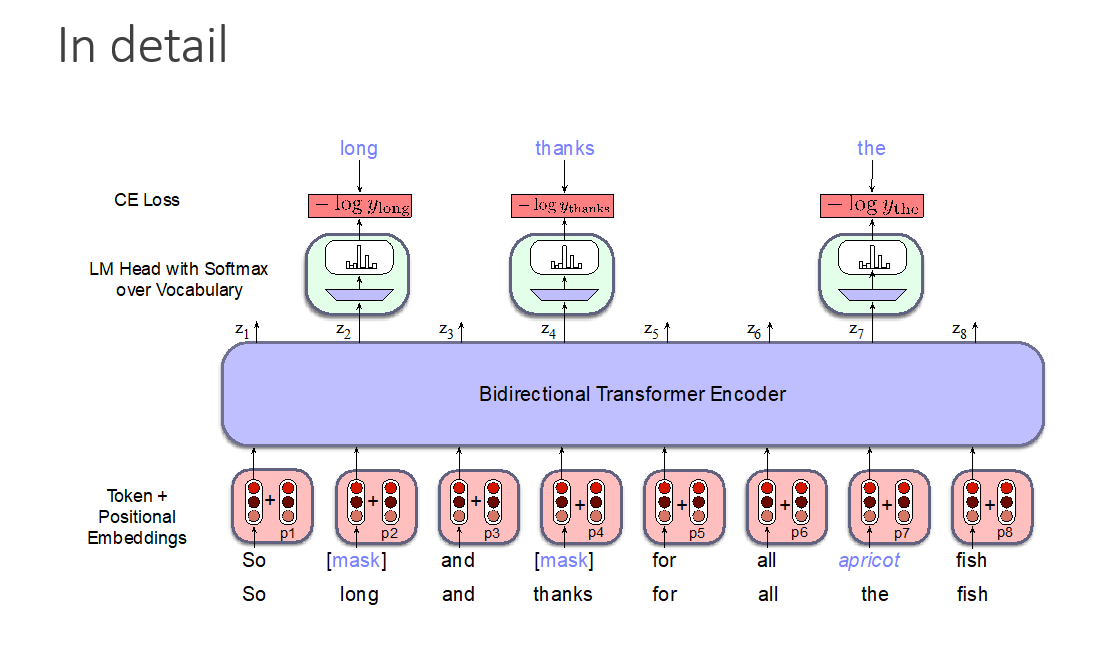 In detail
long thanks the
CE Loss
− log y_long − log y_thanks − log y_the
LM Head with Softmax
over Vocabulary
z1 z2 z3 z4 z5 z6 z7 z8
Bidirectional Transformer Encoder
Token +
Positional
Embeddings
+ + + + + + + +
p1 p2 p3 p4 p5 p6 p7 p8
So [mask] and [mask] for all apricot fish
So long and thanks for all the fish